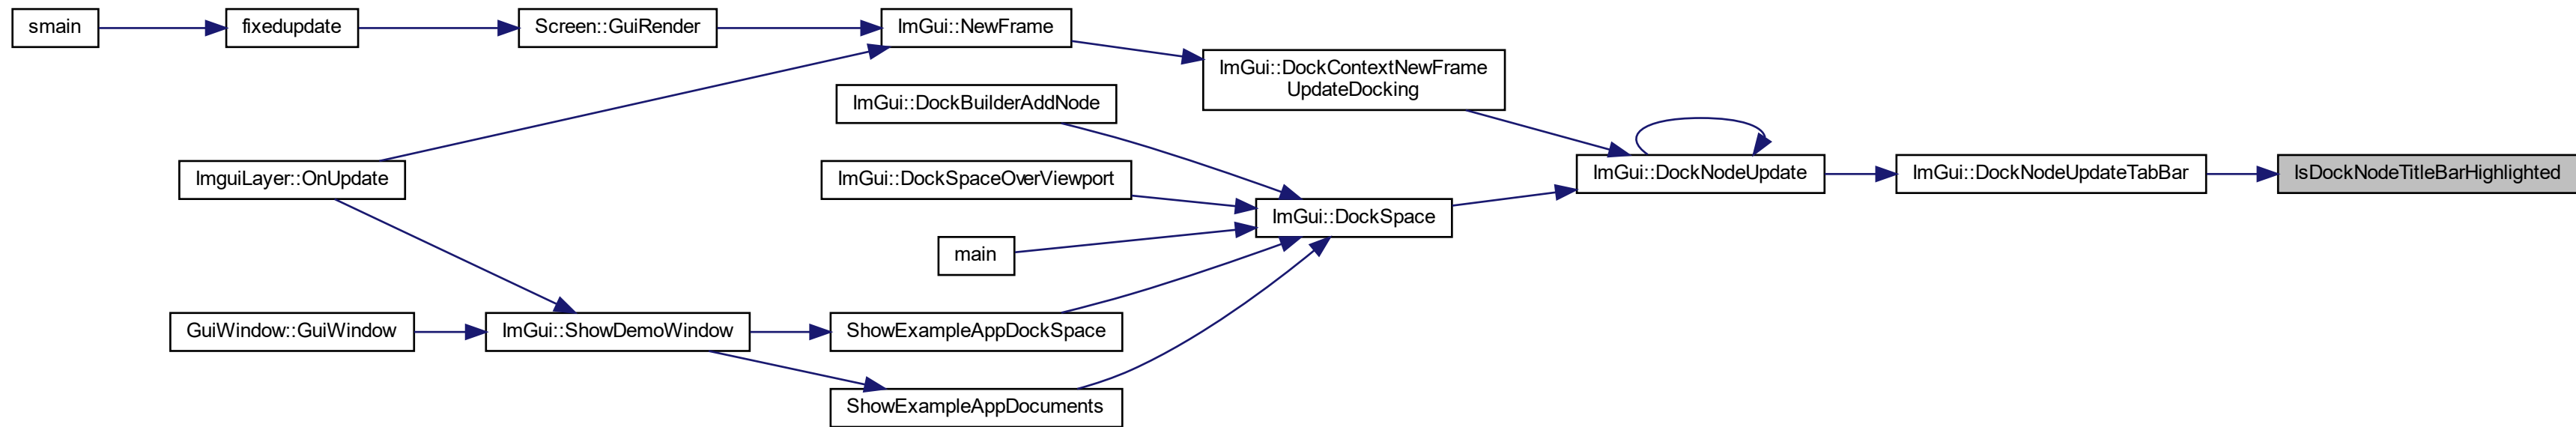 smain
fixedupdate
Screen::GuiRender
ImGui::NewFrame
ImGui::DockContextNewFrame
UpdateDocking
ImGui::DockBuilderAddNode
ImguiLayer::OnUpdate
ImGui::DockSpaceOverViewport
ImGui::DockNodeUpdate
ImGui::DockNodeUpdateTabBar
IsDockNodeTitleBarHighlighted
ImGui::DockSpace
main
GuiWindow::GuiWindow
ImGui::ShowDemoWindow
ShowExampleAppDockSpace
ShowExampleAppDocuments